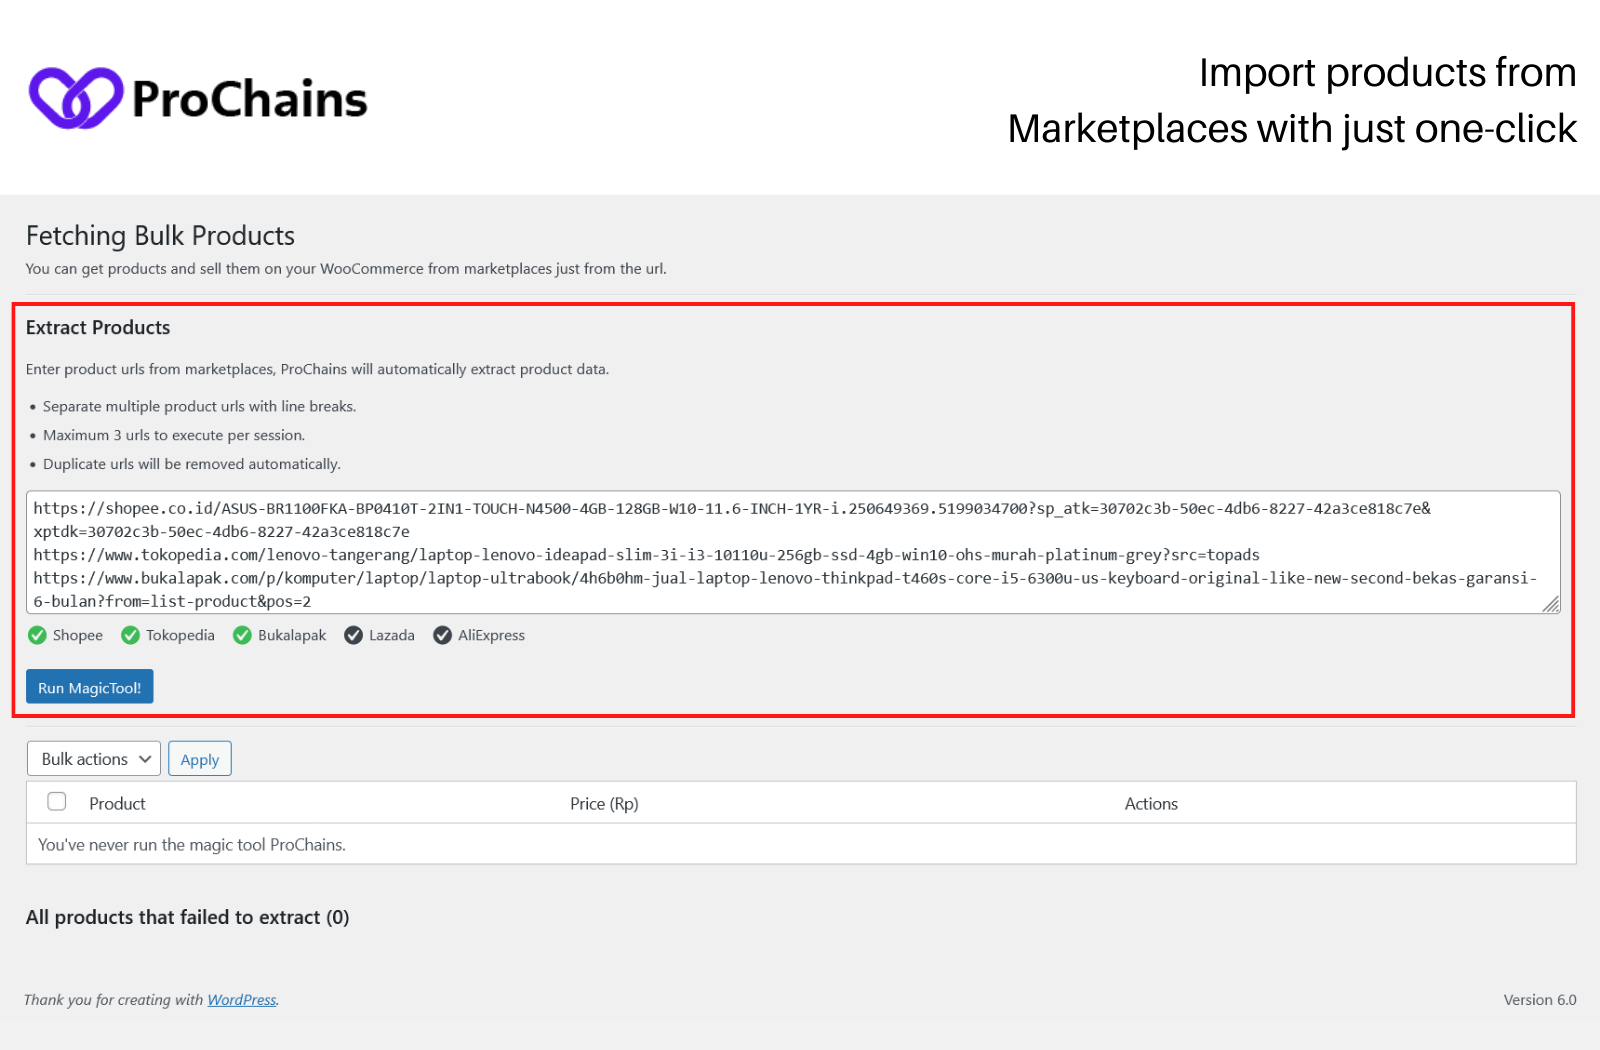 ProChains
Import products from
Marketplaces with just one-click
Fetching Bulk Products
You can get products and sell them on your WooCommerce from marketplaces just from the url.
Extract Products
Enter product urls from marketplaces, ProChains will automatically extract product data.
• Separate multiple product urls with line breaks.
• Maximum 3 urls to execute per session.
• Duplicate urls will be removed automatically.
https://shopee.co.id/ASUS-BR1100FKA-BP0410T-2IN1-TOUCH-N4500-4GB-128GB-W10-11.6-INCH-1YR-i.250649369.5199034700?sp_atk=30702c3b-50ec-4db6-8227-42a3ce818c7e&
xptdk=30702c3b-50ec-4db6-8227-42a3ce818c7e
https://www.tokopedia.com/lenovo-tangerang/laptop-lenovo-ideapad-slim-3i-i3-10110u-256gb-ssd-4gb-win10-ohs-murah-platinum-grey?src=topads
https://www.bukalapak.com/p/komputer/laptop/laptop-ultrabook/4h6b0hm-jual-laptop-lenovo-thinkpad-t460s-core-i5-6300u-us-keyboard-original-like-new-second-bekas-garansi-
6-bulan?from=list-product&pos=2
Shopee Tokopedia Bukalapak Lazada AliExpress
Run MagicTool!
Bulk actions Apply
Product Price (Rp) Actions
You've never run the magic tool ProChains.
All products that failed to extract (0)
Thank you for creating with WordPress. Version 6.0